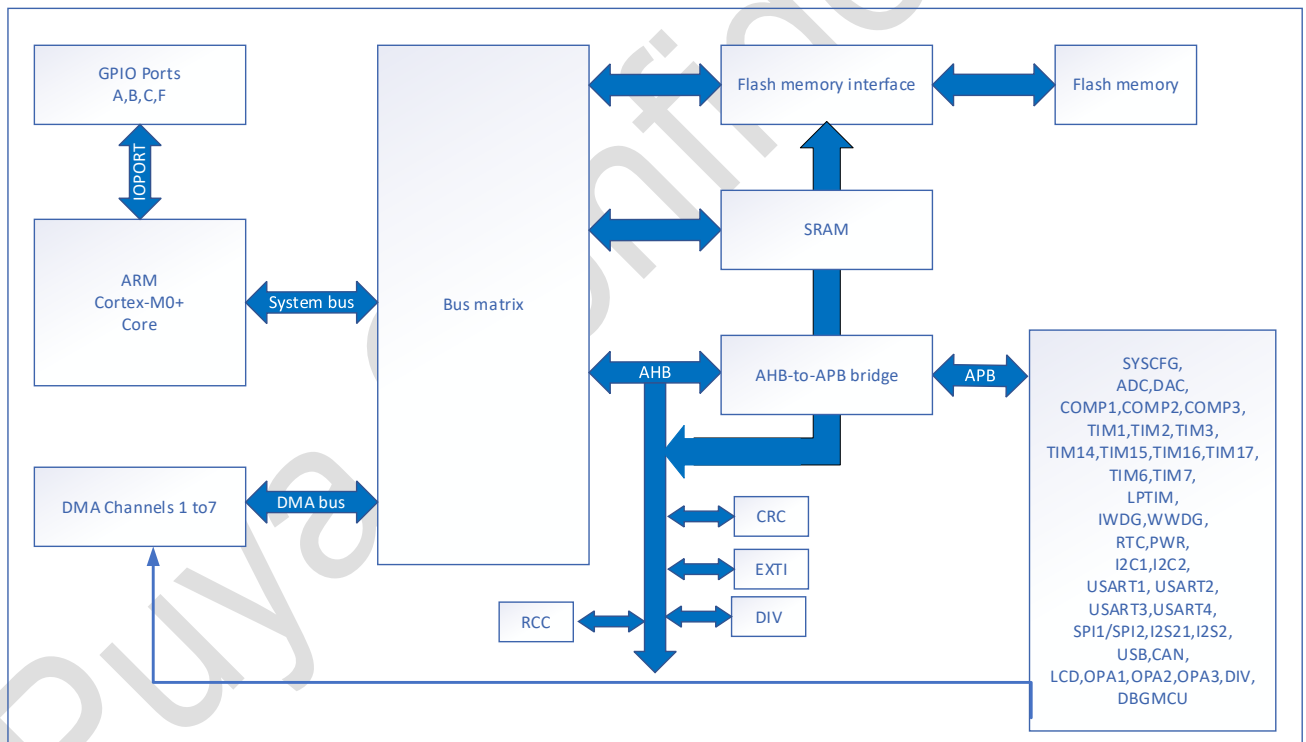 GPIO Ports
A,B,C,F
IOPORT
ARM
Cortex-M0+
Core
System bus
DMA Channels 1 to7
DMA bus
Bus matrix
Flash memory interface
Flash memory
SRAM
AHB
AHB-to-APB bridge
APB
CRC
EXTI
RCC
DIV
SYSCFG,
ADC,DAC,
COMP1,COMP2,COMP3,
TIM1,TIM2,TIM3,
TIM14,TIM15,TIM16,TIM17,
TIM6,TIM7,
LPTIM,
IWDG,WWDG,
RTC,PWR,
I2C1,I2C2,
USART1, USART2,
USART3,USART4,
SPI1/SPI2,I2S21,I2S2,
USB,CAN,
LCD,OPA1,OPA2,OPA3,DIV,
DBGMCU
Puya